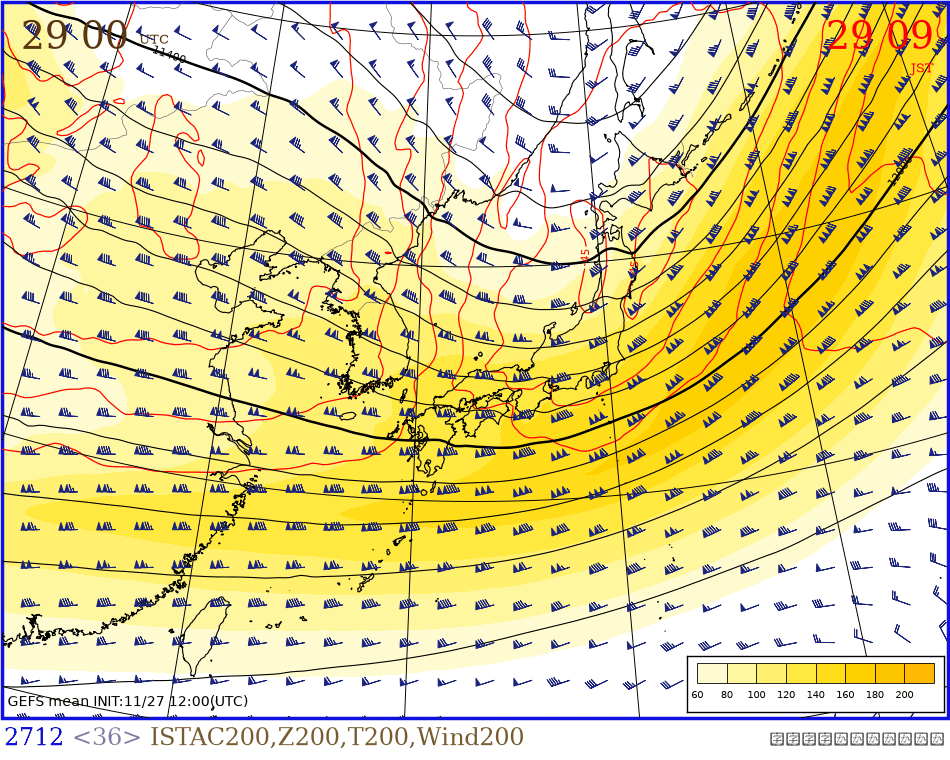 29 00 UTC
29 09 JST
11400
12000
GEFS mean INIT:11/27 12:00(UTC)
60 80 100 120 140 160 180 200
2712 <36> ISTAC200,Z200,T200,Wind200